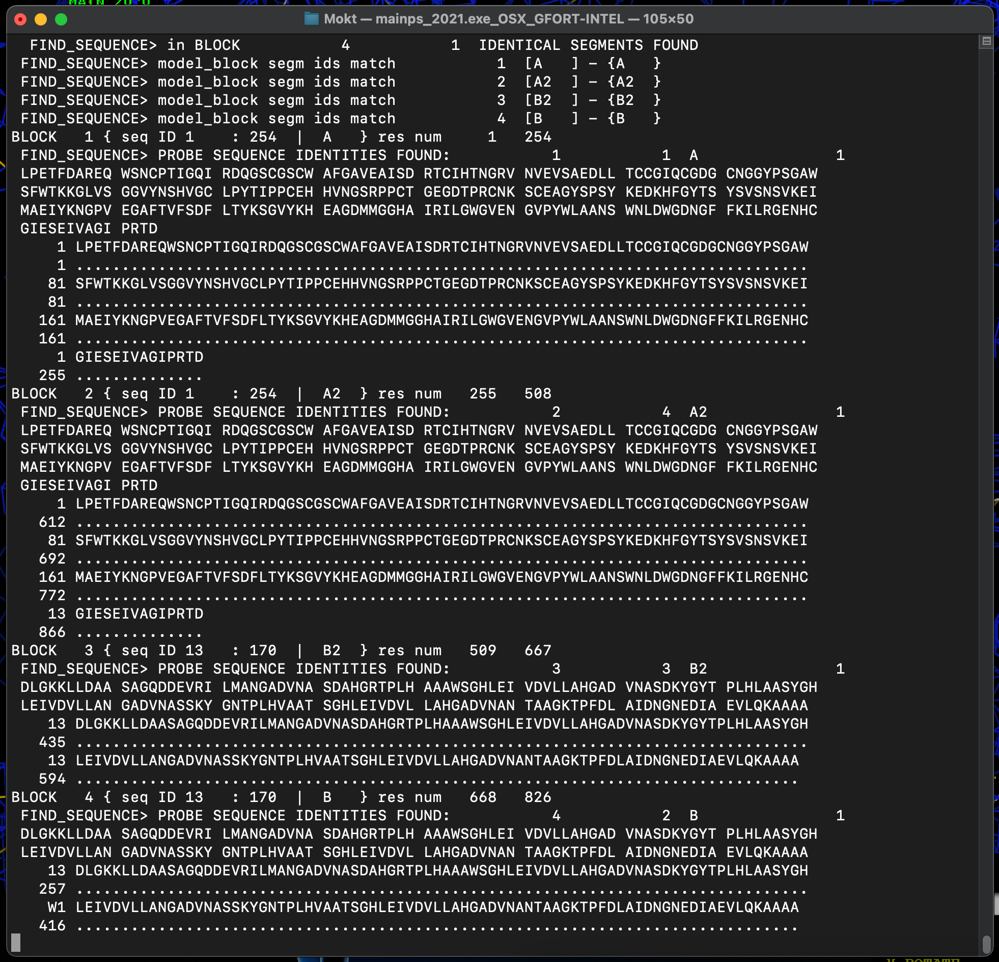 Mokt — mainps_2021.exe_OSX_GFORT-INTEL — 105×50
FIND_SEQUENCE> in BLOCK 4 1 IDENTICAL SEGMENTS FOUND
FIND_SEQUENCE> model_block segm ids match 1 [A ] - {A }
FIND_SEQUENCE> model_block segm ids match 2 [A2 ] - {A2 }
FIND_SEQUENCE> model_block segm ids match 3 [B2 ] - {B2 }
FIND_SEQUENCE> model_block segm ids match 4 [B ] - {B }
BLOCK 1 { seq ID 1 : 254 | A } res num 1 254
FIND_SEQUENCE> PROBE SEQUENCE IDENTITIES FOUND: 1 1 A 1
LPETFDAREQ WSNCPTIGQI RDQGSCGSCW AFGAVEAISD RTCIHTNGRV NVEVSAEDLL TCCGIQCGDG CNGGYPSGAW
SFWTKKGLVS GGVYNSHVGC LPYTIPPCEH HVNGSRPPCT GEGDTPRCNK SCEAGYSPSY KEDKHFGYTS YSVSNSVKEI
MAEIYKNGPV EGAFTVFSDF LTYKSGVYKH EAGDMMGGHA IRILGWGVEN GVPYWLAANS WNLDWGDNGF FKILRGENHC
GIESEIVAGI PRTD
1 LPETFDAREQWSNCPTIGQIRDQGSCGSCWAFGAVEAISDRTCIHTNGRVNVEVSAEDLLTCCGIQCGDGCNGGYPSGAW
1 ................................................................................
81 SFWTKKGLVSGGVYNSHVGCLPYTIPPCEHHVNGSRPPCTGEGDTPRCNKSCEAGYSPSYKEDKHFGYTSYSVSNSVKEI
81 ................................................................................
161 MAEIYKNGPVEGAFTVFSDFLTYKSGVYKHEAGDMMGGHAIRILGWGVENGVPYWLAANSWNLDWGDNGFFKILRGENHC
161 ................................................................................
1 GIESEIVAGIPRTD
255 ..............
BLOCK 2 { seq ID 1 : 254 | A2 } res num 255 508
FIND_SEQUENCE> PROBE SEQUENCE IDENTITIES FOUND: 2 4 A2 1
LPETFDAREQ WSNCPTIGQI RDQGSCGSCW AFGAVEAISD RTCIHTNGRV NVEVSAEDLL TCCGIQCGDG CNGGYPSGAW
SFWTKKGLVS GGVYNSHVGC LPYTIPPCEH HVNGSRPPCT GEGDTPRCNK SCEAGYSPSY KEDKHFGYTS YSVSNSVKEI
MAEIYKNGPV EGAFTVFSDF LTYKSGVYKH EAGDMMGGHA IRILGWGVEN GVPYWLAANS WNLDWGDNGF FKILRGENHC
GIESEIVAGI PRTD
1 LPETFDAREQWSNCPTIGQIRDQGSCGSCWAFGAVEAISDRTCIHTNGRVNVEVSAEDLLTCCGIQCGDGCNGGYPSGAW
612 ................................................................................
81 SFWTKKGLVSGGVYNSHVGCLPYTIPPCEHHVNGSRPPCTGEGDTPRCNKSCEAGYSPSYKEDKHFGYTSYSVSNSVKEI
692 ................................................................................
161 MAEIYKNGPVEGAFTVFSDFLTYKSGVYKHEAGDMMGGHAIRILGWGVENGVPYWLAANSWNLDWGDNGFFKILRGENHC
772 ................................................................................
13 GIESEIVAGIPRTD
866 ..............
BLOCK 3 { seq ID 13 : 170 | B2 } res num 509 667
FIND_SEQUENCE> PROBE SEQUENCE IDENTITIES FOUND: 3 3 B2 1
DLGKKLLDAA SAGQDDEVRI LMANGADVNA SDAHGRTPLH AAAWSGHLEI VDVLLAHGAD VNASDKYGYT PLHLAASYGH
LEIVDVLLAN GADVNASSKY GNTPLHVAAT SGHLEIVDVL LAHGADVNAN TAAGKTPFDL AIDNGNEDIA EVLQKAAAA
13 DLGKKLLDAASAGQDDEVRILMANGADVNASDAHGRTPLHAAAWSGHLEIVDVLLAHGADVNASDKYGYTPLHLAASYGH
435 ................................................................................
13 LEIVDVLLANGADVNASSKYGNTPLHVAATSGHLEIVDVLLAHGADVNANTAAGKTPFDLAIDNGNEDIAEVLQKAAAA
594 ...............................................................................
BLOCK 4 { seq ID 13 : 170 | B } res num 668 826
FIND_SEQUENCE> PROBE SEQUENCE IDENTITIES FOUND: 4 2 B 1
DLGKKLLDAA SAGQDDEVRI LMANGADVNA SDAHGRTPLH AAAWSGHLEI VDVLLAHGAD VNASDKYGYT PLHLAASYGH
LEIVDVLLAN GADVNASSKY GNTPLHVAAT SGHLEIVDVL LAHGADVNAN TAAGKTPFDL AIDNGNEDIA EVLQKAAAA
13 DLGKKLLDAASAGQDDEVRILMANGADVNASDAHGRTPLHAAAWSGHLEIVDVLLAHGADVNASDKYGYTPLHLAASYGH
257 ................................................................................
W1 LEIVDVLLANGADVNASSKYGNTPLHVAATSGHLEIVDVLLAHGADVNANTAAGKTPFDLAIDNGNEDIAEVLQKAAAA
416 ...............................................................................